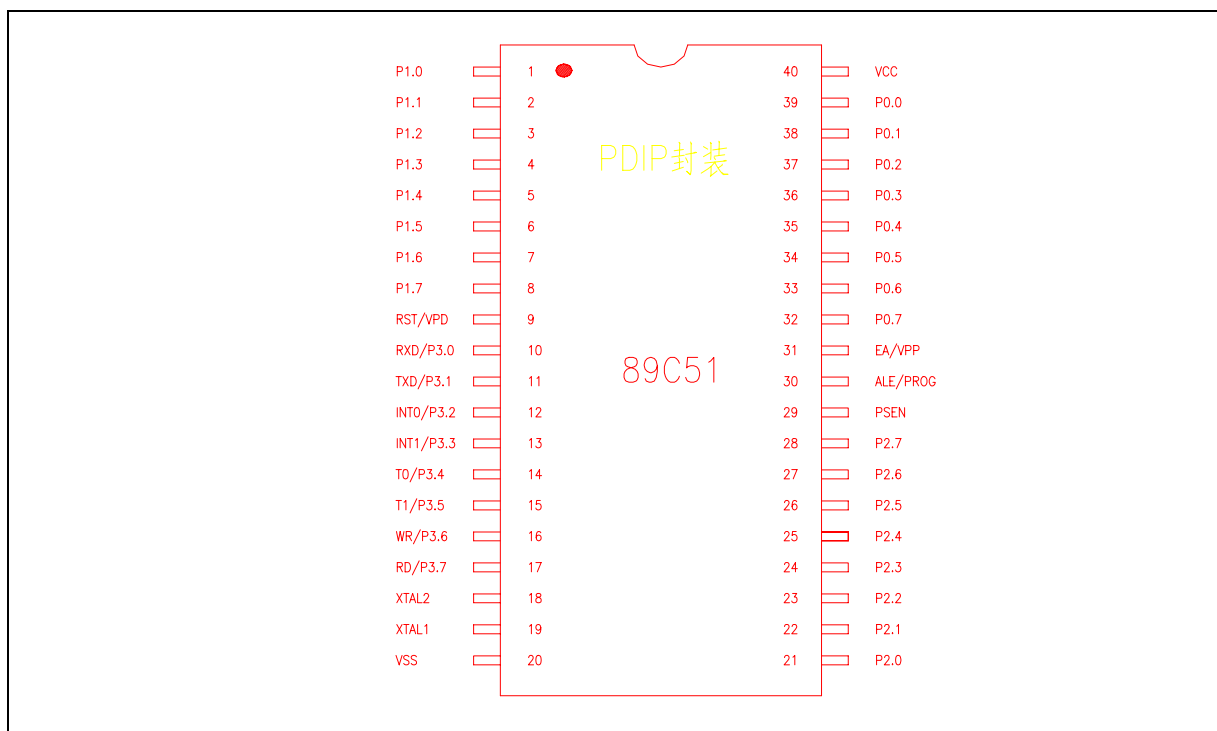 P1.0 1 40 VCC
P1.1 2 39 P0.0
P1.2 3 38 P0.1
PDIP封装
P1.3 4 37 P0.2
P1.4 5 36 P0.3
P1.5 6 35 P0.4
P1.6 7 34 P0.5
P1.7 8 33 P0.6
RST/VPD 9 32 P0.7
RXD/P3.0 10 31 EA/VPP
89C51
TXD/P3.1 11 30 ALE/PROG
INT0/P3.2 12 29 PSEN
INT1/P3.3 13 28 P2.7
T0/P3.4 14 27 P2.6
T1/P3.5 15 26 P2.5
WR/P3.6 16 25 P2.4
RD/P3.7 17 24 P2.3
XTAL2 18 23 P2.2
XTAL1 19 22 P2.1
VSS 20 21 P2.0